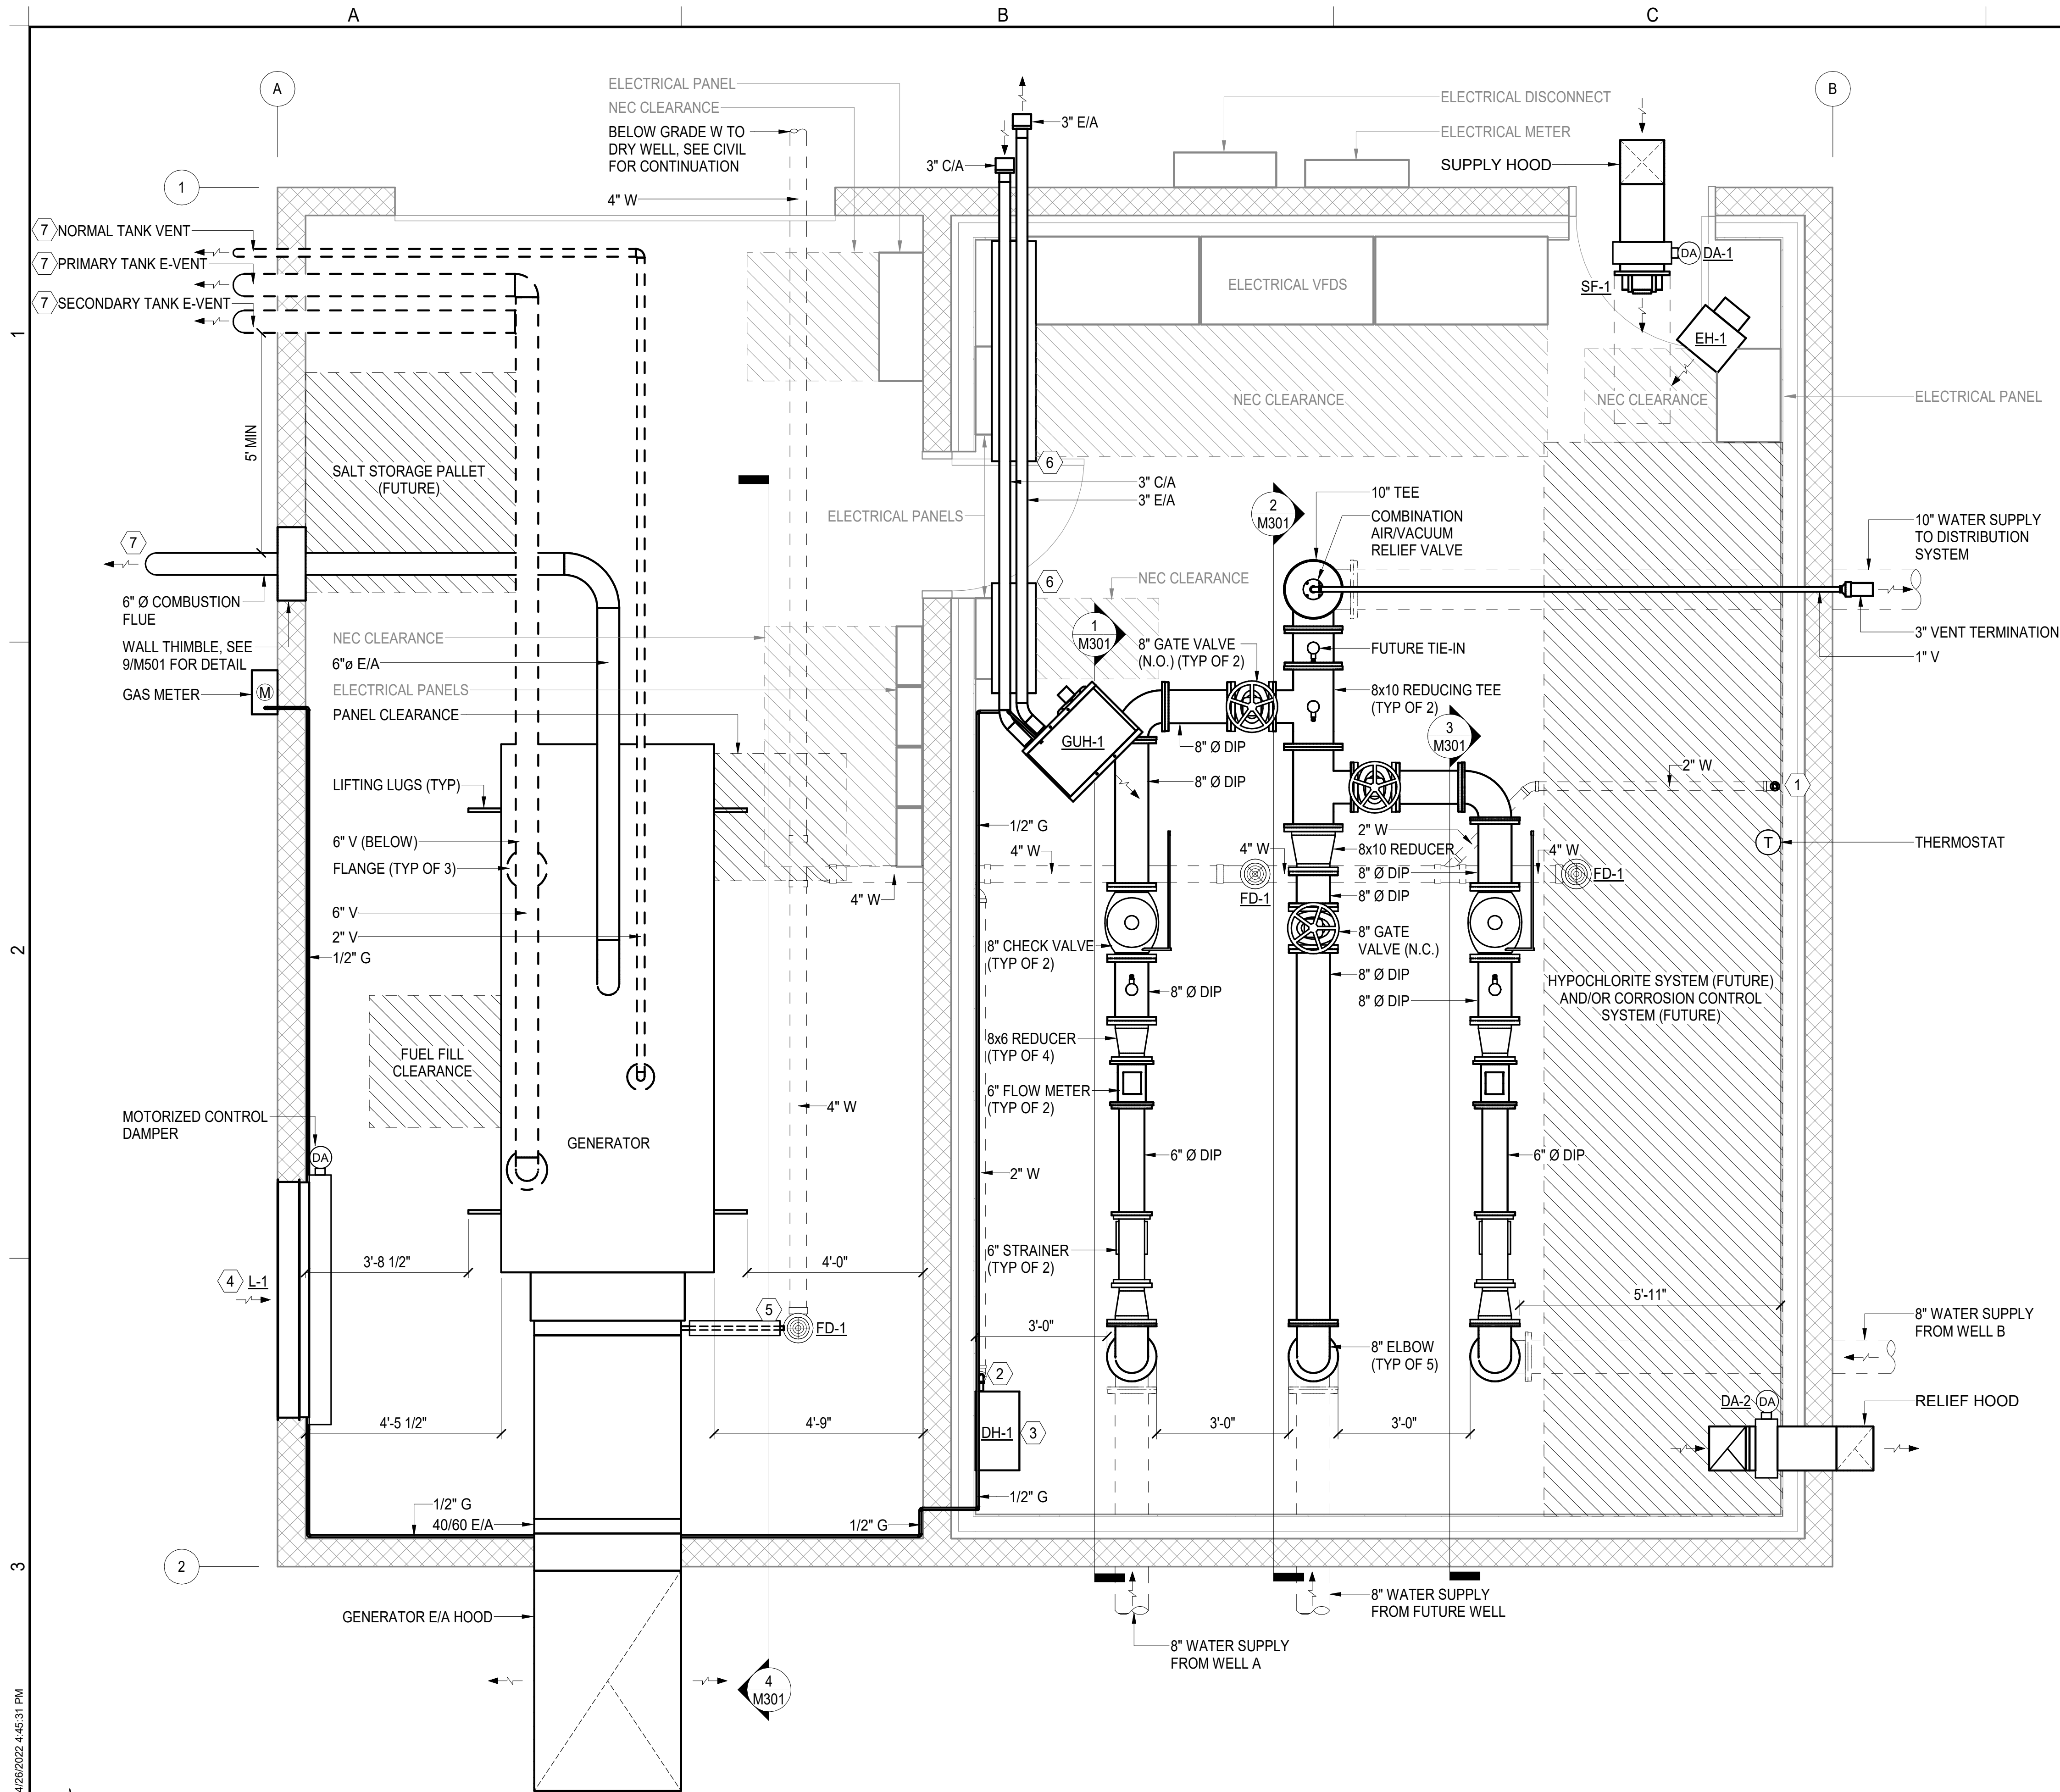 A
B
C
A
B
ELECTRICAL PANEL
NEC CLEARANCE
BELOW GRADE W TO
DRY WELL, SEE CIVIL
FOR CONTINUATION
4" W
3" E/A
3" C/A
ELECTRICAL DISCONNECT
ELECTRICAL METER
SUPPLY HOOD
1
7 NORMAL TANK VENT
7 PRIMARY TANK E-VENT
7 SECONDARY TANK E-VENT
DA DA-1
SF-1
ELECTRICAL VFDS
EH-1
1
NEC CLEARANCE
NEC CLEARANCE
ELECTRICAL PANEL
5' MIN
SALT STORAGE PALLET
(FUTURE)
6
3" C/A
3" E/A
ELECTRICAL PANELS
10" TEE
COMBINATION
AIR/VACUUM
RELIEF VALVE
2
M301
10" WATER SUPPLY
TO DISTRIBUTION
SYSTEM
7
6" Ø COMBUSTION
FLUE
6
NEC CLEARANCE
WALL THIMBLE, SEE
9/M501 FOR DETAIL
NEC CLEARANCE
6"ø E/A
1
M301
8" GATE VALVE
(N.O.) (TYP OF 2)
FUTURE TIE-IN
3" VENT TERMINATION
1" V
GAS METER
M
ELECTRICAL PANELS
PANEL CLEARANCE
8x10 REDUCING TEE
(TYP OF 2)
3
M301
GUH-1
8" Ø DIP
8" Ø DIP
2" W
1
LIFTING LUGS (TYP)
1/2" G
4" W
6" V (BELOW)
FLANGE (TYP OF 3)
4" W
2" W
8x10 REDUCER
8" Ø DIP
8" Ø DIP
4" W
T
THERMOSTAT
FD-1
FD-1
4" W
6" V
2" V
1/2" G
8" CHECK VALVE
(TYP OF 2)
8" GATE
VALVE (N.C.)
2
8" Ø DIP
8" Ø DIP
8" Ø DIP
HYPOCHLORITE SYSTEM (FUTURE)
AND/OR CORROSION CONTROL
SYSTEM (FUTURE)
8x6 REDUCER
(TYP OF 4)
FUEL FILL
CLEARANCE
6" FLOW METER
(TYP OF 2)
4" W
MOTORIZED CONTROL
DAMPER
DA
GENERATOR
6" Ø DIP
6" Ø DIP
2" W
6" STRAINER
(TYP OF 2)
3'-8 1/2"
4'-0"
4 L-1
5
FD-1
5'-11"
3'-0"
8" WATER SUPPLY
FROM WELL B
8" ELBOW
(TYP OF 5)
2
DA-2 DA
RELIEF HOOD
4'-5 1/2"
4'-9"
DH-1 3
3'-0"
3'-0"
1/2" G
1/2" G
40/60 E/A
1/2" G
3
2
GENERATOR E/A HOOD
8" WATER SUPPLY
FROM FUTURE WELL
8" WATER SUPPLY
FROM WELL A
4
M301
4/26/2022 4:45:31 PM